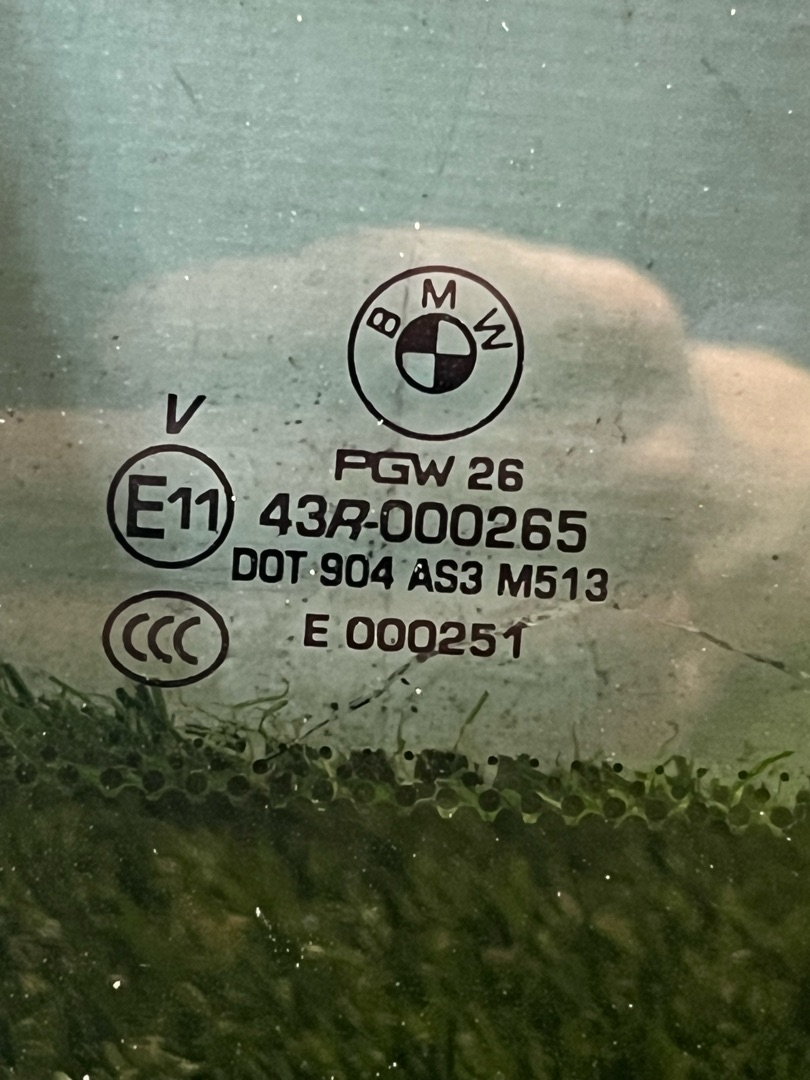 BMW
V
PGW 26
E11 43R-000265
DOT 904 AS3 M513
CCC E 000251